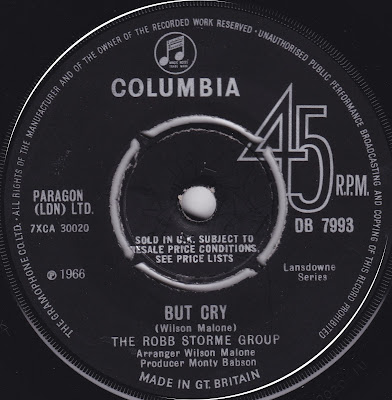 ALL RIGHTS OF THE MANUFACTURER AND OF THE OWNER OF THE RECORDED WORK RESERVED · UNAUTHORISED PUBLIC PERFORMANCE BROADCASTING AND COPYING OF THIS RECORD PROHIBITED
THE GRAMOPHONE CO. LTD.
COLUMBIA
45
R.P.M.
PARAGON
(LDN) LTD.
7XCA 30020
DB 7993
SOLD IN U.K. SUBJECT TO
RESALE PRICE CONDITIONS,
SEE PRICE LISTS
℗ 1966
Lansdowne
Series
BUT CRY
(Wilson Malone)
THE ROBB STORME GROUP
Arranger Wilson Malone
Producer Monty Babson
MADE IN GT. BRITAIN